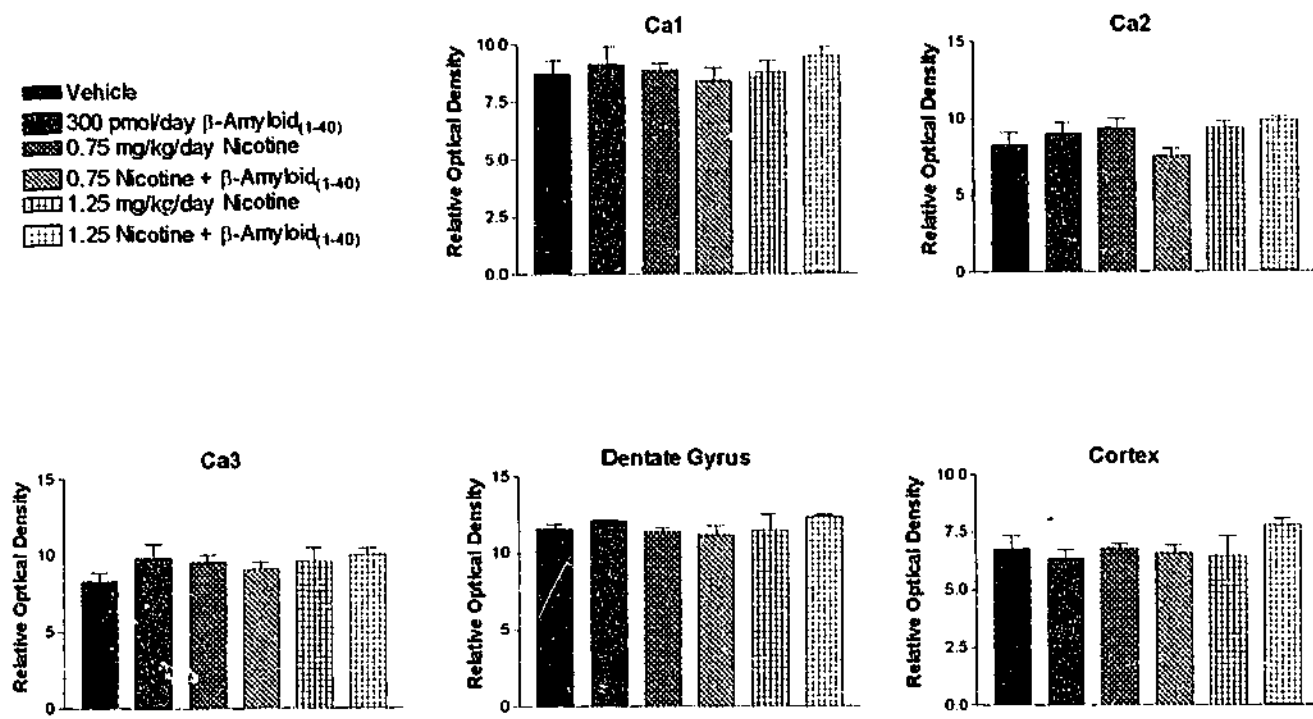 Vehicle
300 pmol/day β-Amyloid(1-40)
0.75 mg/kg/day Nicotine
0.75 Nicotine + β-Amyloid(1-40)
1.25 mg/kg/day Nicotine
1.25 Nicotine + β-Amyloid(1-40)
Ca1
Relative Optical Density
10.0
7.5
5.0
2.5
0.0
Ca2
Relative Optical Density
15
10
5
0
Ca3
Relative Optical Density
15
10
5
0
Dentate Gyrus
Relative Optical Density
15
10
5
0
Cortex
Relative Optical Density
10.0
7.5
5.0
2.5
0.0